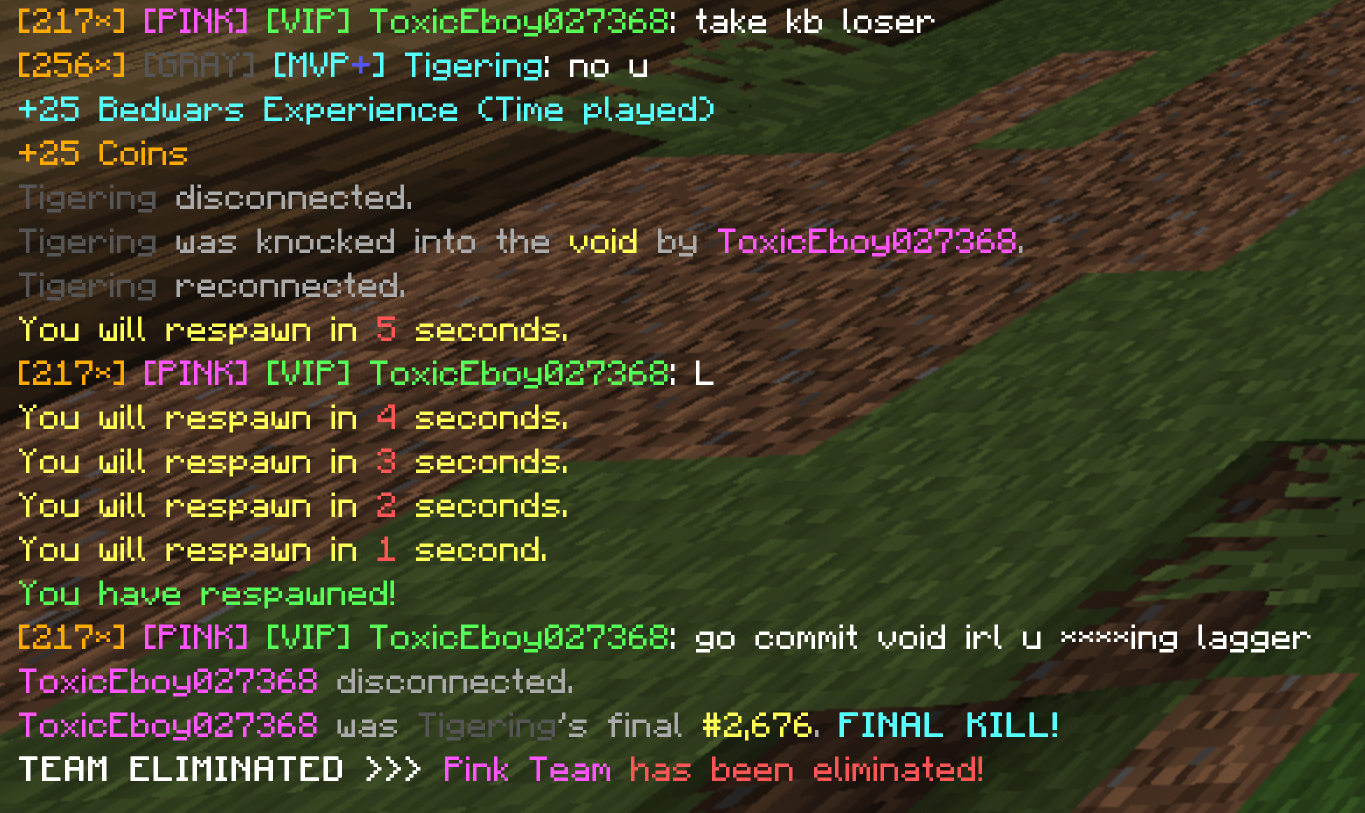 [217×] [PINK] [VIP] ToxicEboy027368: take kb loser
[256×] [GRAY] [MVP+] Tigering: no u
+25 Bedwars Experience (Time played)
+25 Coins
Tigering disconnected.
Tigering was knocked into the void by ToxicEboy027368.
Tigering reconnected.
You will respawn in 5 seconds.
[217×] [PINK] [VIP] ToxicEboy027368: L
You will respawn in 4 seconds.
You will respawn in 3 seconds.
You will respawn in 2 seconds.
You will respawn in 1 second.
You have respawned!
[217×] [PINK] [VIP] ToxicEboy027368: go commit void irl u ××××ing lagger
ToxicEboy027368 disconnected.
ToxicEboy027368 was Tigering's final #2,676. FINAL KILL!
TEAM ELIMINATED >>> Pink Team has been eliminated!